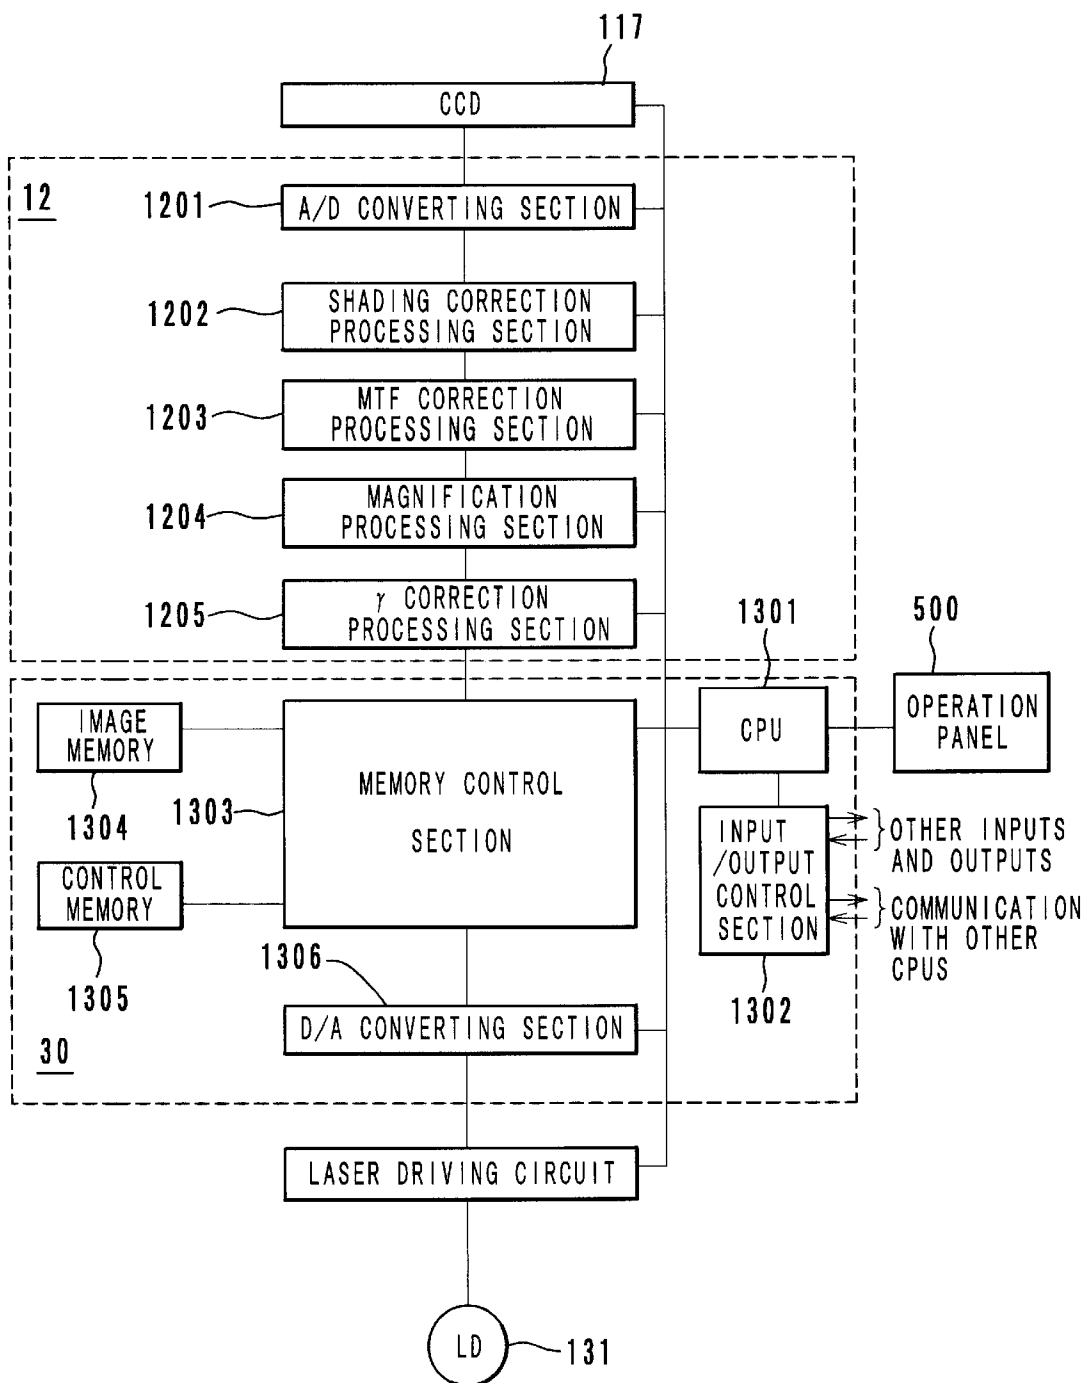 117
CCD
12
1201
A/D CONVERTING SECTION
1202
SHADING CORRECTION
PROCESSING SECTION
1203
MTF CORRECTION
PROCESSING SECTION
1204
MAGNIFICATION
PROCESSING SECTION
1205
γ CORRECTION
PROCESSING SECTION
1301
500
CPU
OPERATION
PANEL
IMAGE
MEMORY
1304
1303
MEMORY CONTROL
SECTION
INPUT
/OUTPUT
CONTROL
SECTION
1302
OTHER INPUTS
AND OUTPUTS
COMMUNICATION
WITH OTHER
CPUS
CONTROL
MEMORY
1305
1306
D/A CONVERTING SECTION
30
LASER DRIVING CIRCUIT
LD
131